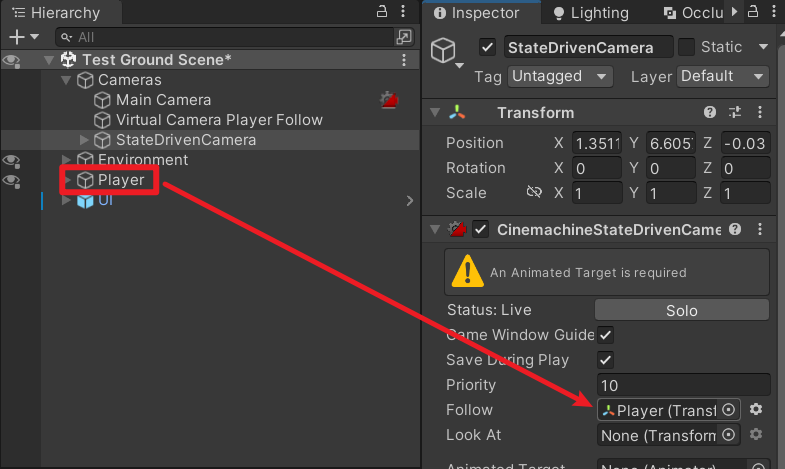 Hierarchy
All
Test Ground Scene*
Cameras
Main Camera
Virtual Camera Player Follow
StateDrivenCamera
Environment
Player
UI
Inspector
Lighting
Occlu
StateDrivenCamera
Static
Tag Untagged Layer Default
Transform
Position X 1.3511 Y 6.605 Z -0.03
Rotation X 0 Y 0 Z 0
Scale X 1 Y 1 Z 1
CinemachineStateDrivenCame
An Animated Target is required
Status: Live Solo
Game Window Guide
Save During Play
Priority 10
Follow Player (Transf
Look At None (Transform
Animated Target None (Animator)